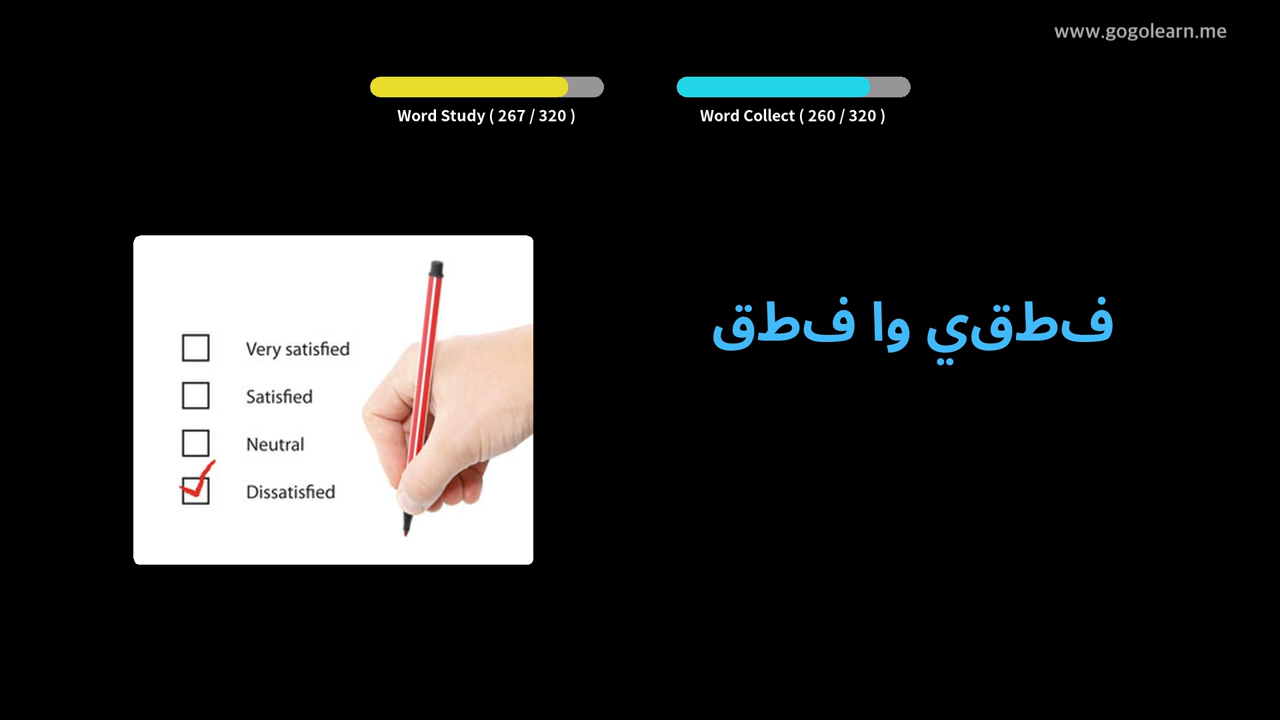 www.gogolearn.me
Word Study ( 267 / 320 )
Word Collect ( 260 / 320 )
فطقي وا فطق
Very satisfied
Satisfied
Neutral
Dissatisfied